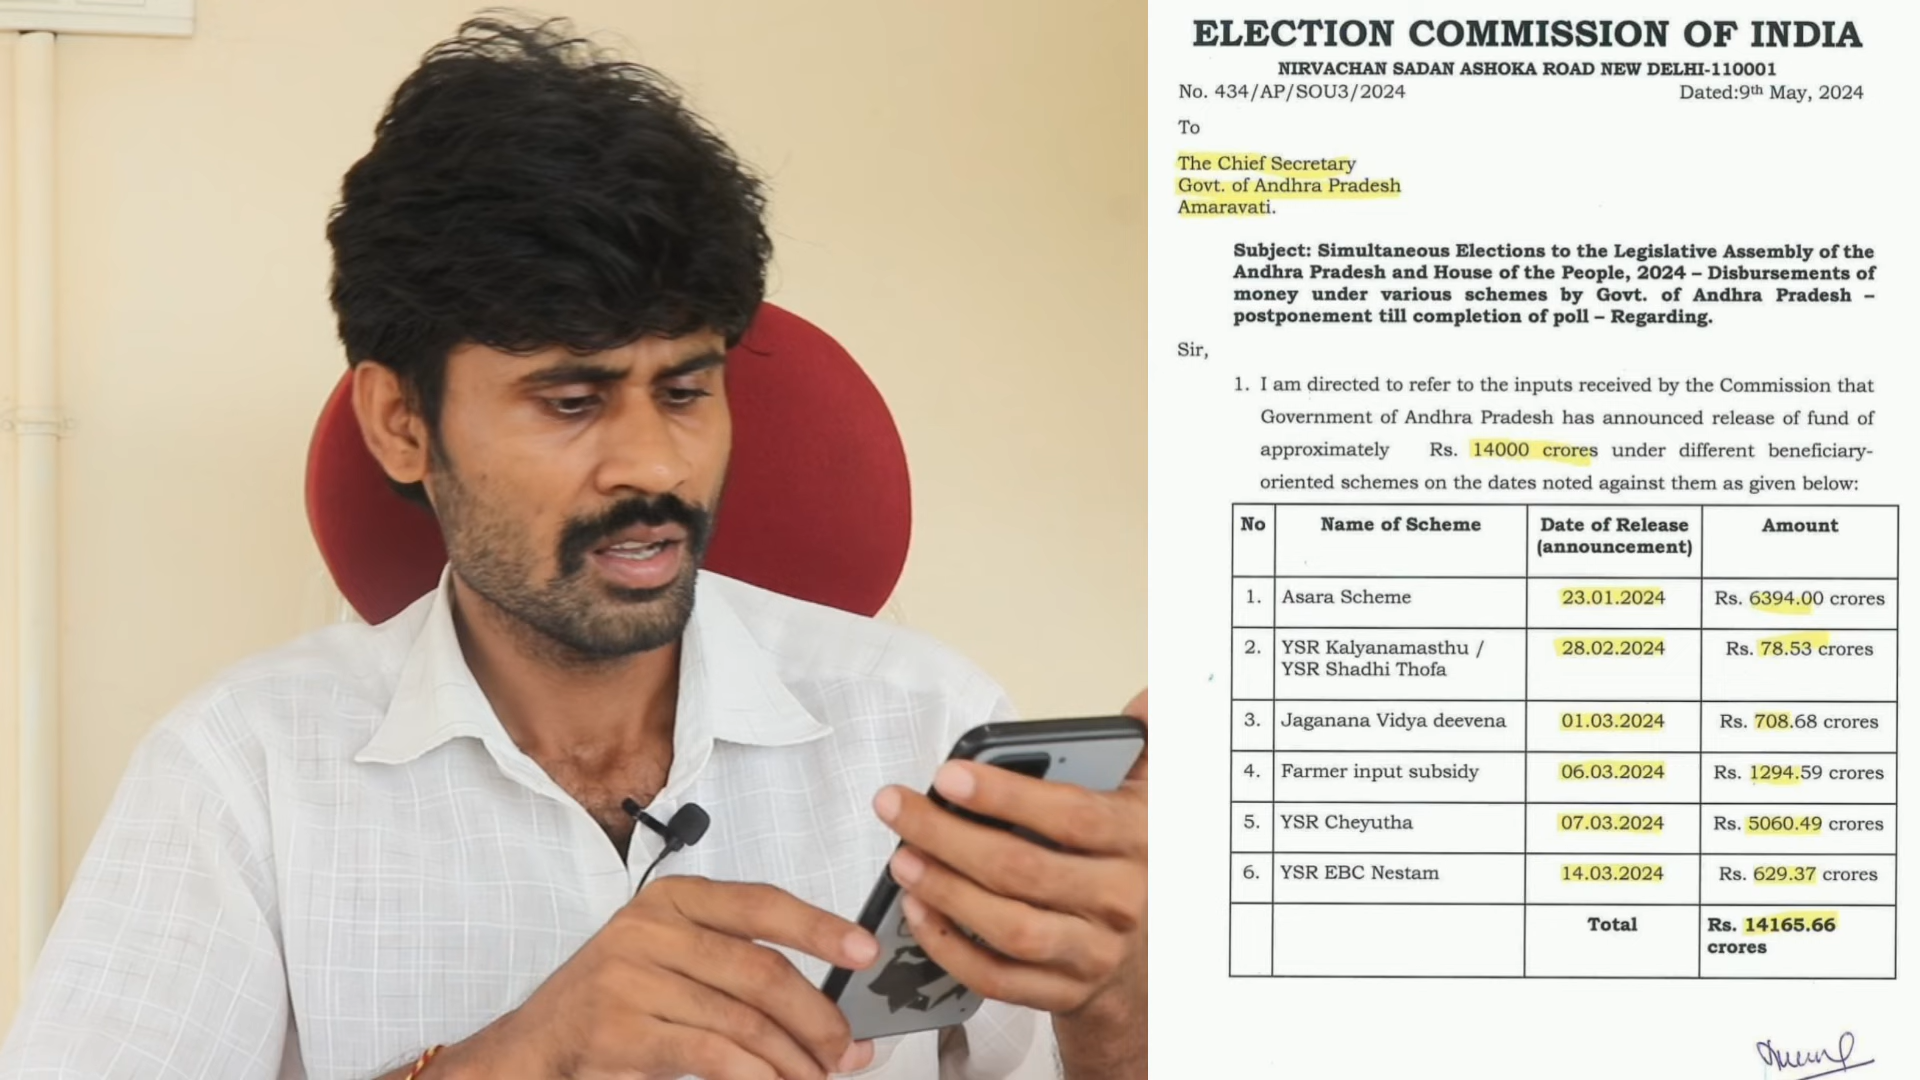 ELECTION COMMISSION OF INDIA
NIRVACHAN SADAN ASHOKA ROAD NEW DELHI-110001
No. 434/AP/SOU3/2024 Dated:9th May, 2024
To
The Chief Secretary
Govt. of Andhra Pradesh
Amaravati.
Subject: Simultaneous Elections to the Legislative Assembly of the
Andhra Pradesh and House of the People, 2024 – Disbursements of
money under various schemes by Govt. of Andhra Pradesh –
postponement till completion of poll – Regarding.
Sir,
1. I am directed to refer to the inputs received by the Commission that
Government of Andhra Pradesh has announced release of fund of
approximately Rs. 14000 crores under different beneficiary-
oriented schemes on the dates noted against them as given below:
No Name of Scheme Date of Release (announcement) Amount
1. Asara Scheme 23.01.2024 Rs. 6394.00 crores
2. YSR Kalyanamasthu / YSR Shadhi Thofa 28.02.2024 Rs. 78.53 crores
3. Jaganana Vidya deevena 01.03.2024 Rs. 708.68 crores
4. Farmer input subsidy 06.03.2024 Rs. 1294.59 crores
5. YSR Cheyutha 07.03.2024 Rs. 5060.49 crores
6. YSR EBC Nestam 14.03.2024 Rs. 629.37 crores
Total Rs. 14165.66 crores